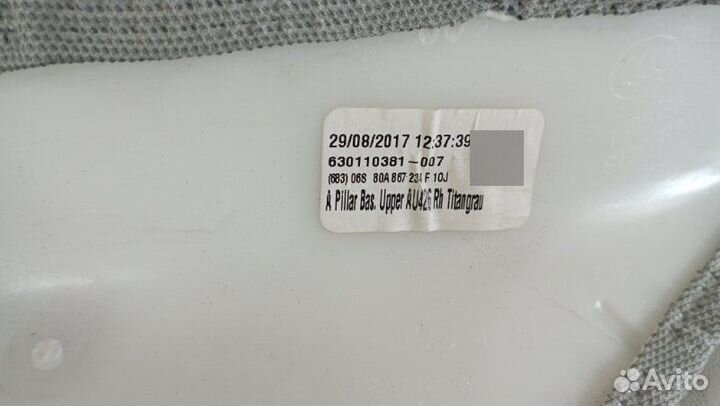 29/08/2017 12:37:39
630110381-007
(683) 06S 80A 867 234 F 10J
A Pillar Bas. Upper AU426 Rh Titangrau
Avito